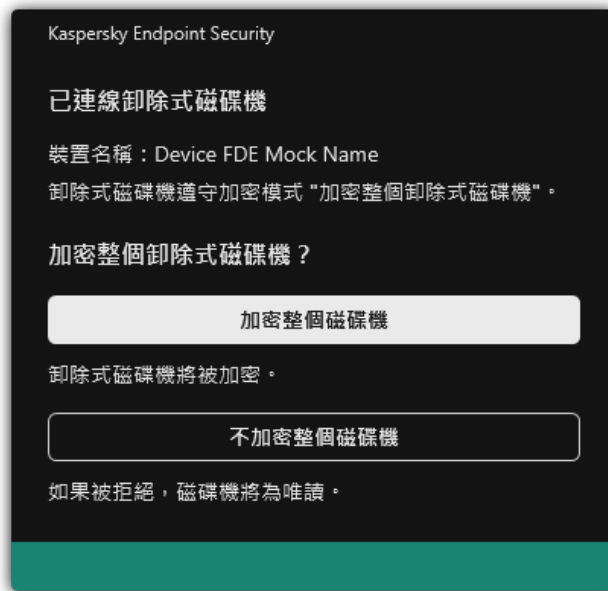 Kaspersky Endpoint Security
已連線卸除式磁碟機
裝置名稱：Device FDE Mock Name
卸除式磁碟機遵守加密模式 "加密整個卸除式磁碟機"。
加密整個卸除式磁碟機？
加密整個磁碟機
卸除式磁碟機將被加密。
不加密整個磁碟機
如果被拒絕，磁碟機將為唯讀。